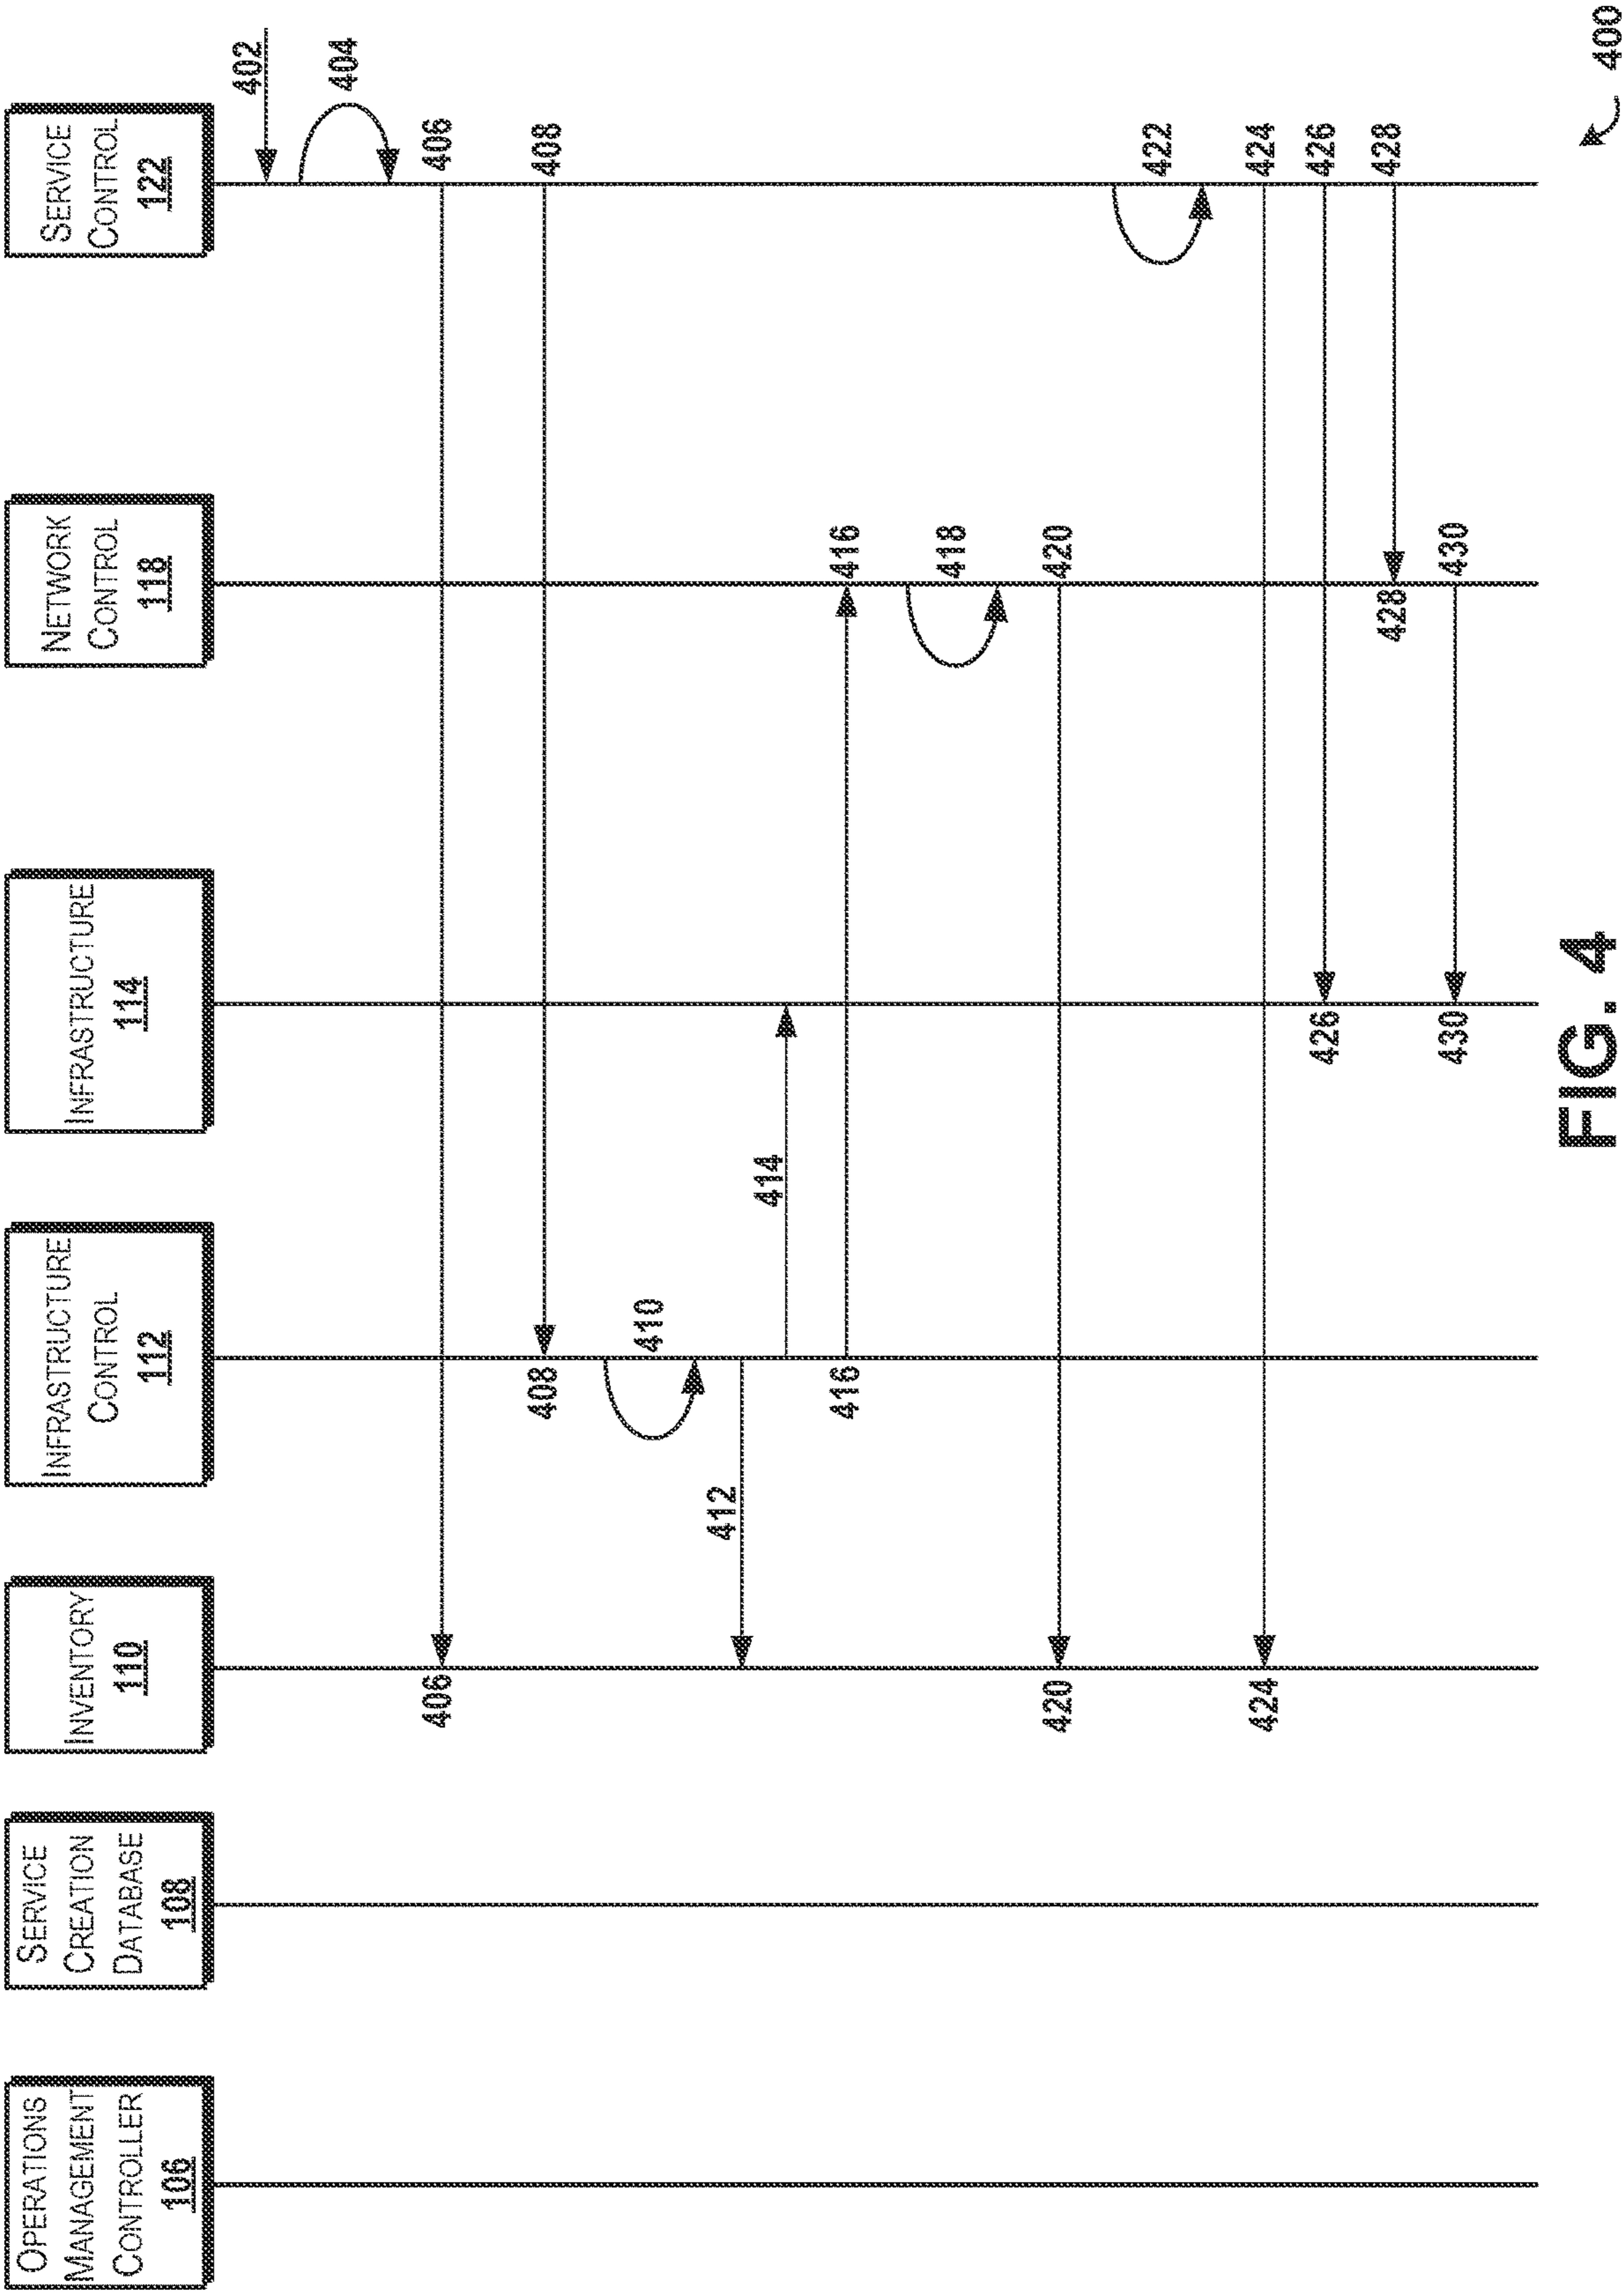 OPERATIONS
MANAGEMENT
CONTROLLER
106
SERVICE
CREATION
DATABASE
108
INVENTORY
110
INFRASTRUCTURE
CONTROL
112
INFRASTRUCTURE
114
NETWORK
CONTROL
118
SERVICE
CONTROL
122
402
404
406
406
408
408
410
412
414
416
416
418
420
420
422
424
424
426
426
428
428
430
430
FIG. 4
400